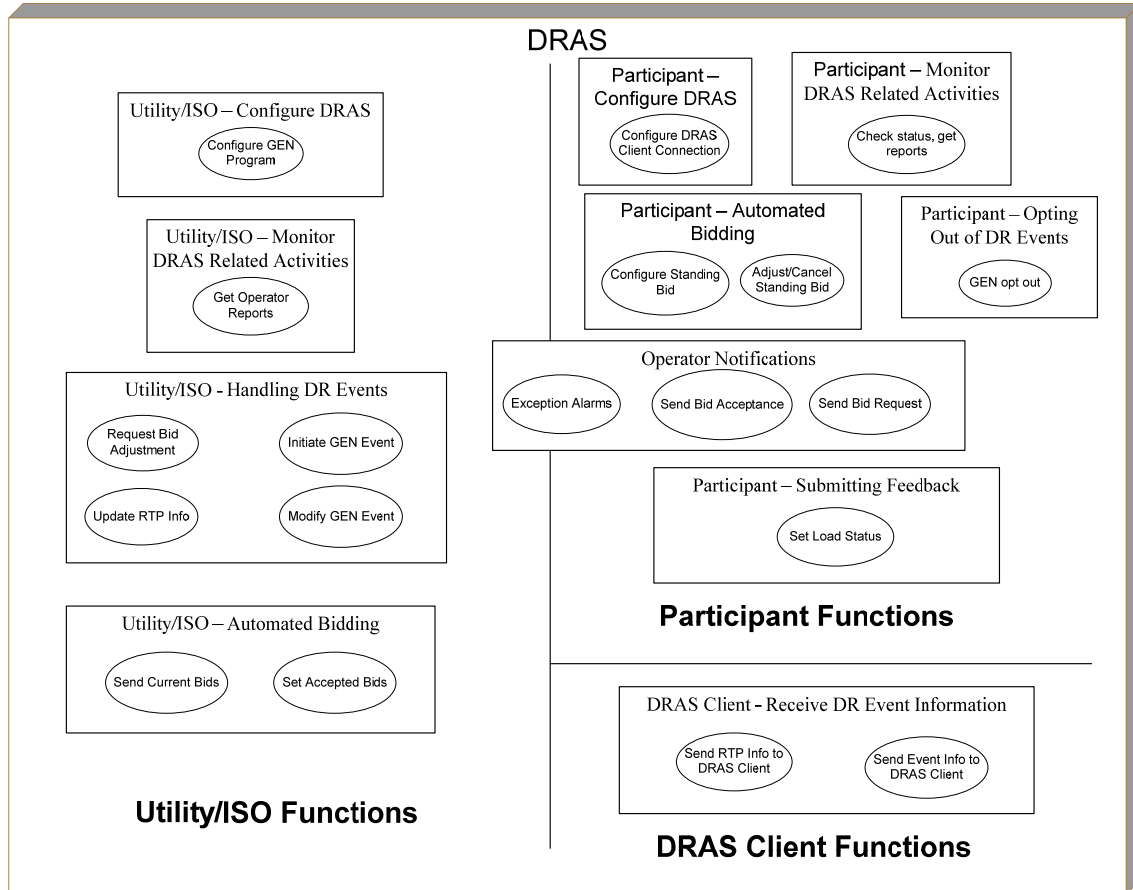 DRAS
Utility/ISO – Configure DRAS
Configure GEN
Program
Utility/ISO – Monitor
DRAS Related Activities
Get Operator
Reports
Utility/ISO - Handling DR Events
Request Bid
Adjustment
Initiate GEN Event
Update RTP Info
Modify GEN Event
Utility/ISO – Automated Bidding
Send Current Bids
Set Accepted Bids
Utility/ISO Functions
Participant –
Configure DRAS
Configure DRAS
Client Connection
Participant – Monitor
DRAS Related Activities
Check status, get
reports
Participant – Automated
Bidding
Configure Standing
Bid
Adjust/Cancel
Standing Bid
Participant – Opting
Out of DR Events
GEN opt out
Operator Notifications
Exception Alarms
Send Bid Acceptance
Send Bid Request
Participant – Submitting Feedback
Set Load Status
Participant Functions
DRAS Client - Receive DR Event Information
Send RTP Info to
DRAS Client
Send Event Info to
DRAS Client
DRAS Client Functions